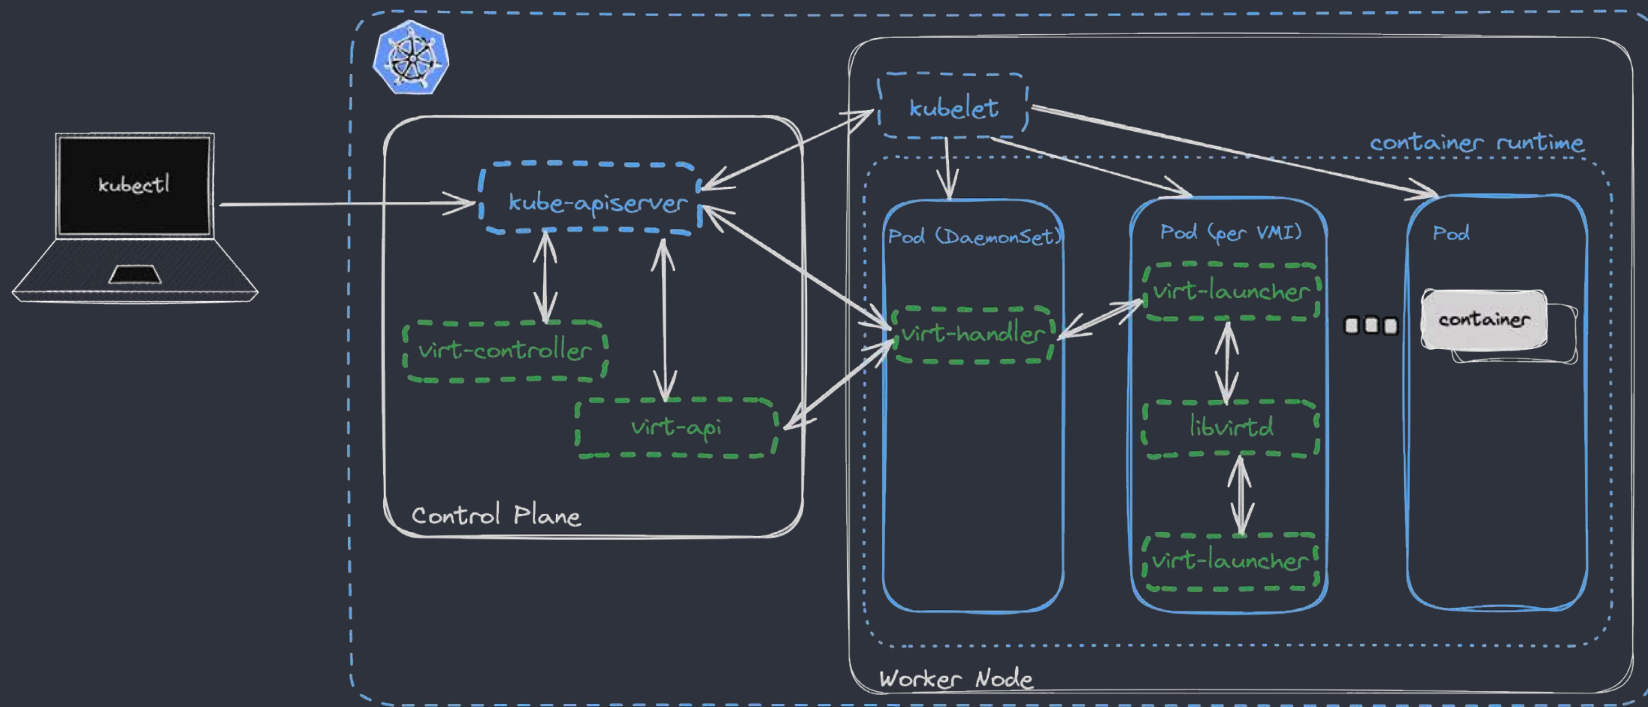 kubectl
kube-apiserver
virt-controller
virt-api
Control Plane
kubelet
container runtime
Pod (DaemonSet)
virt-handler
Pod (per VMI)
virt-launcher
libvirtd
virt-launcher
Pod
container
Worker Node